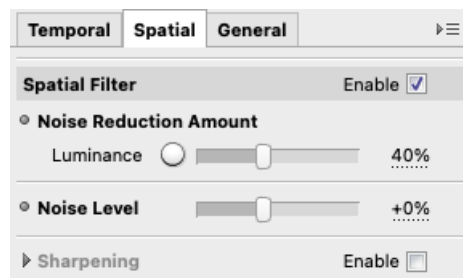 Temporal Spatial General
Spatial Filter Enable
Noise Reduction Amount
Luminance 40%
Noise Level +0%
Sharpening Enable